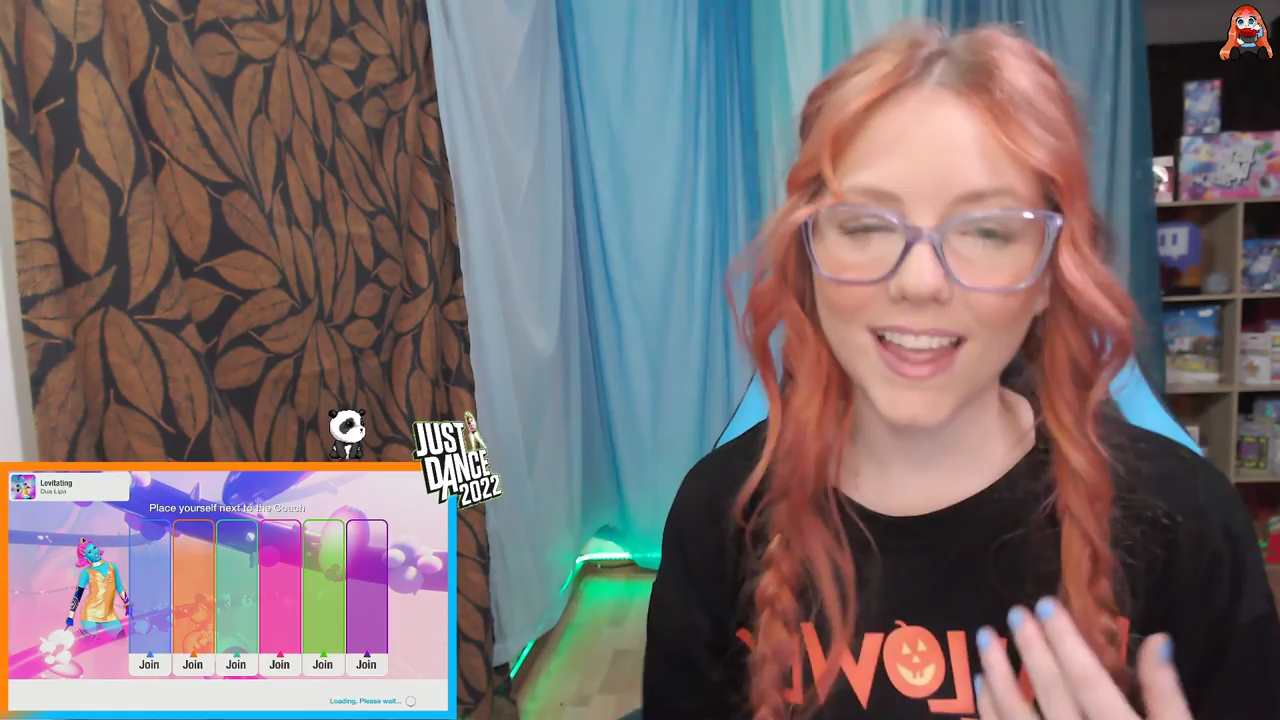 JUST
DANCE
2022
Levitating
Dua Lipa
Place yourself next to the Coach
Join
Join
Join
Join
Join
Join
Loading, Please wait...